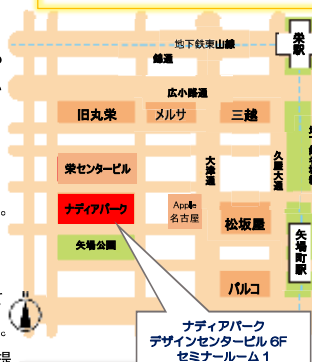 地下鉄東山線
栄駅
錦通
広小路通
旧丸栄
メルサ
三越
大津通
久屋大通
栄センタービル
ナディアパーク
Apple
名古屋
松坂屋
矢場公園
矢場町駅
パルコ
ナディアパーク
デザインセンタービル 6F
セミナールーム1